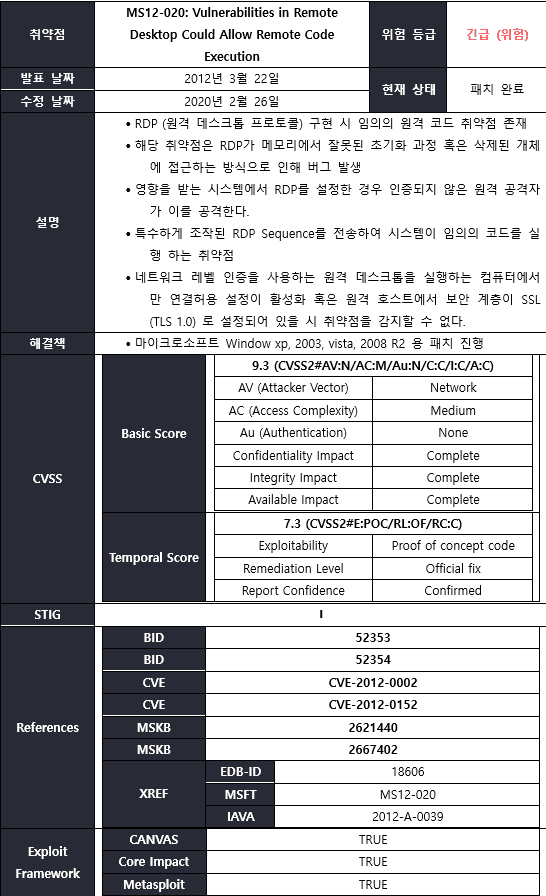 취약점
MS12-020: Vulnerabilities in Remote
Desktop Could Allow Remote Code
Execution
위험 등급
긴급 (위험)
발표 날짜
2012년 3월 22일
현재 상태
패치 완료
수정 날짜
2020년 2월 26일
설명
• RDP (원격 데스크톱 프로토콜) 구현 시 임의의 원격 코드 취약점 존재
• 해당 취약점은 RDP가 메모리에서 잘못된 초기화 과정 혹은 삭제된 개체
에 접근하는 방식으로 인해 버그 발생
• 영향을 받는 시스템에서 RDP를 설정한 경우 인증되지 않은 원격 공격자
가 이를 공격한다.
• 특수하게 조작된 RDP Sequence를 전송하여 시스템이 임의의 코드를 실
행 하는 취약점
• 네트워크 레벨 인증을 사용하는 원격 데스크톱을 실행하는 컴퓨터에서
만 연결허용 설정이 활성화 혹은 원격 호스트에서 보안 계층이 SSL
(TLS 1.0) 로 설정되어 있을 시 취약점을 감지할 수 없다.
해결책
• 마이크로소프트 Window xp, 2003, vista, 2008 R2 용 패치 진행
CVSS
Basic Score
9.3 (CVSS2#AV:N/AC:M/Au:N/C:C/I:C/A:C)
AV (Attacker Vector)
Network
AC (Access Complexity)
Medium
Au (Authentication)
None
Confidentiality Impact
Complete
Integrity Impact
Complete
Available Impact
Complete
Temporal Score
7.3 (CVSS2#E:POC/RL:OF/RC:C)
Exploitability
Proof of concept code
Remediation Level
Official fix
Report Confidence
Confirmed
STIG
I
References
BID
52353
BID
52354
CVE
CVE-2012-0002
CVE
CVE-2012-0152
MSKB
2621440
MSKB
2667402
XREF
EDB-ID
18606
MSFT
MS12-020
IAVA
2012-A-0039
Exploit
Framework
CANVAS
TRUE
Core Impact
TRUE
Metasploit
TRUE